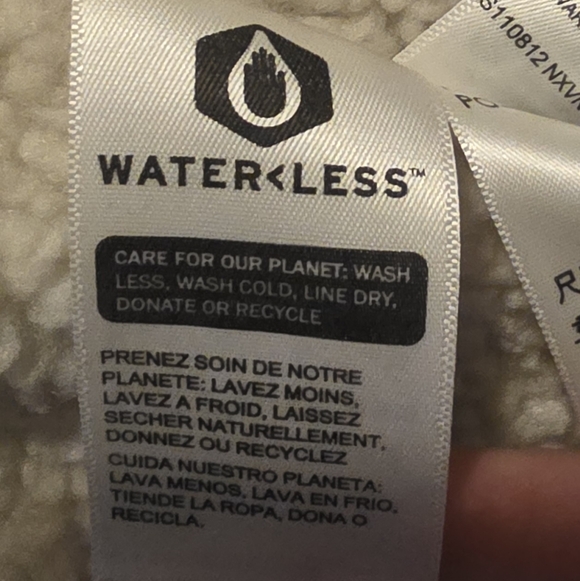 WATER<LESS™
CARE FOR OUR PLANET: WASH
LESS, WASH COLD, LINE DRY,
DONATE OR RECYCLE
PRENEZ SOIN DE NOTRE
PLANETE: LAVEZ MOINS,
LAVEZ A FROID, LAISSEZ
SECHER NATURELLEMENT,
DONNEZ OU RECYCLEZ
CUIDA NUESTRO PLANETA:
LAVA MENOS, LAVA EN FRIO,
TIENDE LA ROPA, DONA O
RECICLA.
S110812